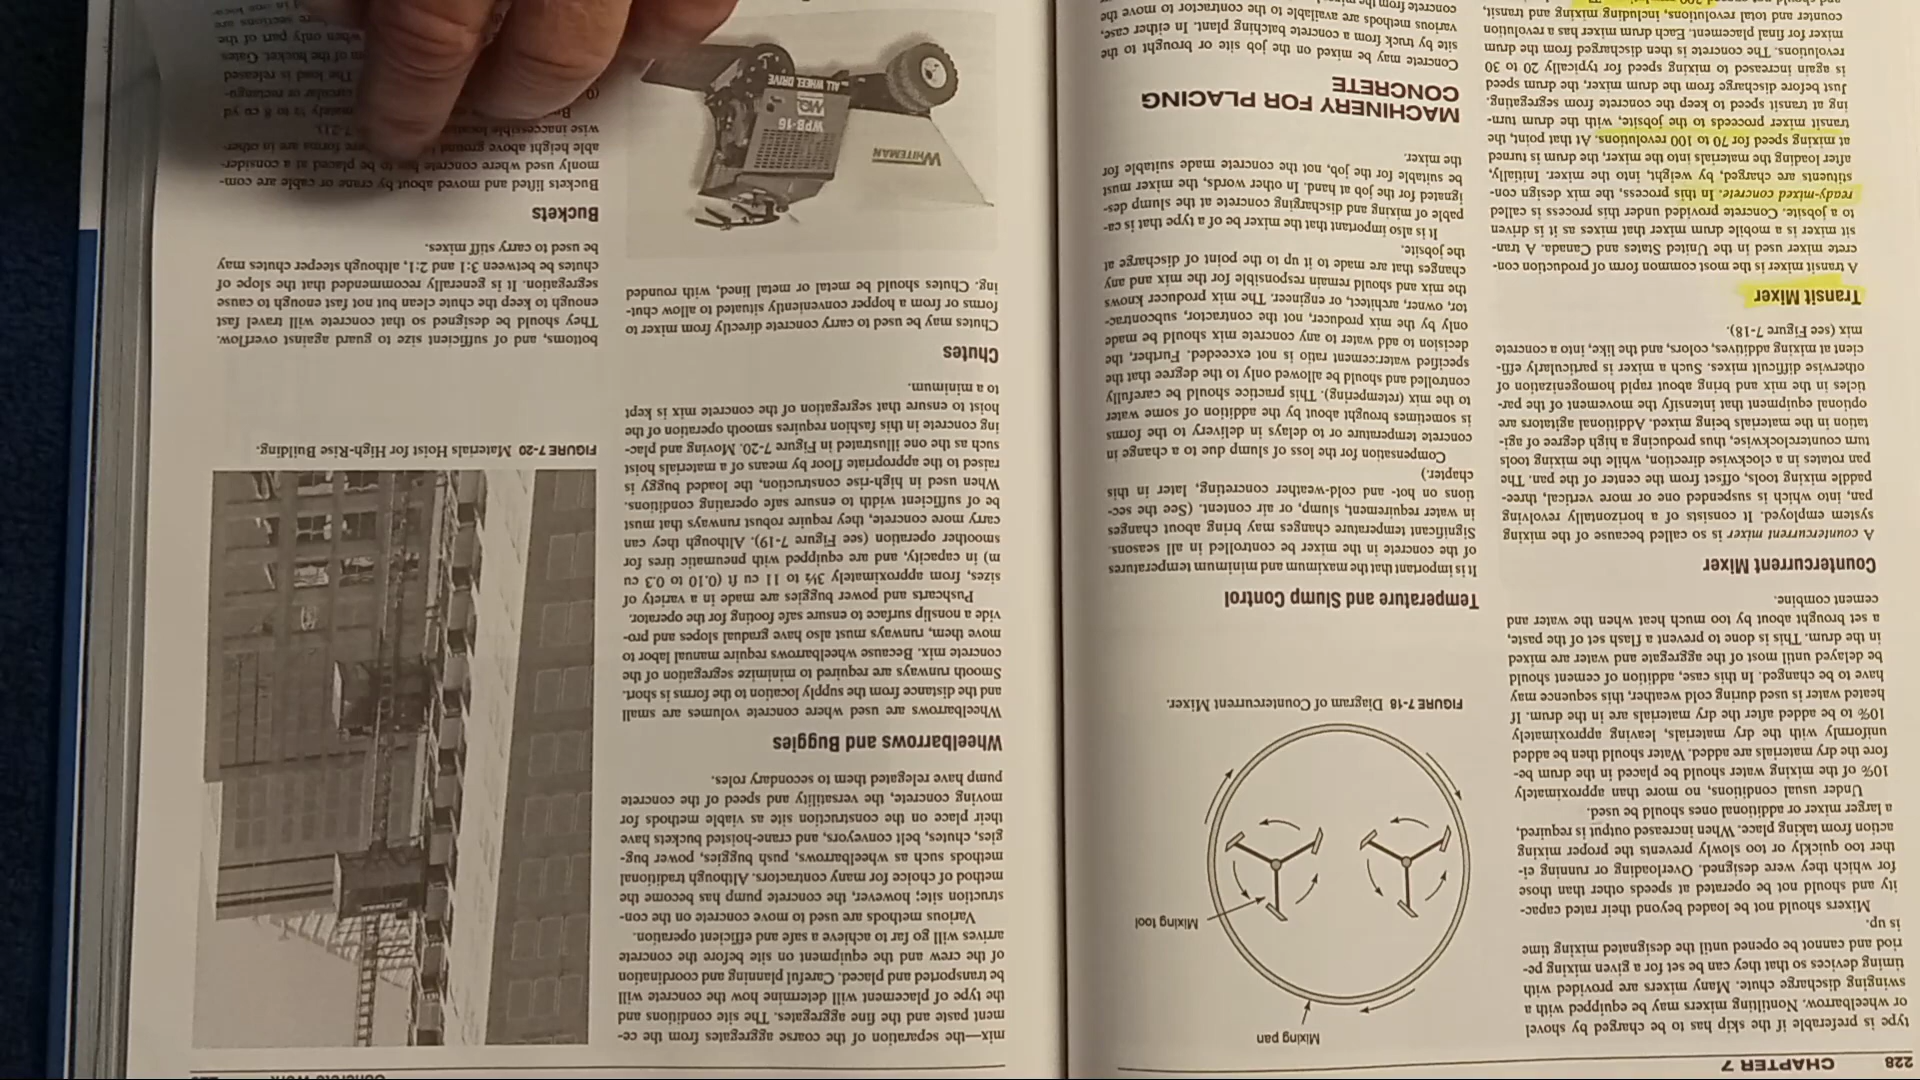 228 CHAPTER 7
type is preferable if the skip has to be charged by shovel
or wheelbarrow. Nontilting mixers may be equipped with a
swinging discharge chute. Many mixers are provided with
timing devices so that they can be set for a given mixing pe-
riod and cannot be opened until the designated mixing time
is up.
Mixers should not be loaded beyond their rated capac-
ity and should not be operated at speeds other than those
for which they were designed. Overloading or running ei-
ther too quickly or too slowly prevents the proper mixing
action from taking place. When increased output is required,
a larger mixer or additional ones should be used.
Under usual conditions, no more than approximately
10% of the mixing water should be placed in the drum be-
fore the dry materials are added. Water should then be added
uniformly with the dry materials, leaving approximately
10% to be added after the dry materials are in the drum. If
heated water is used during cold weather, this sequence may
have to be changed. In this case, addition of cement should
be delayed until most of the aggregate and water are mixed
in the drum. This is done to prevent a flash set of the paste,
a set brought about by too much heat when the water and
cement combine.
Countercurrent Mixer
A countercurrent mixer is so called because of the mixing
system employed. It consists of a horizontally revolving
pan, into which is suspended one or more vertical, three-
paddle mixing tools, offset from the center of the pan. The
pan rotates in a clockwise direction, while the mixing tools
turn counterclockwise, thus producing a high degree of agi-
tation in the materials being mixed. Additional agitators are
optional equipment that intensify the movement of the par-
ticles in the mix and bring about rapid homogenization of
otherwise difficult mixes. Such a mixer is particularly effi-
cient at mixing additives, colors, and the like, into a concrete
mix (see Figure 7-18).
Transit Mixer
A transit mixer is the most common form of production con-
crete mixer used in the United States and Canada. A tran-
sit mixer is a mobile drum mixer that mixes as it is driven
to a jobsite. Concrete provided under this process is called
ready-mixed concrete. In this process, the mix design con-
stituents are charged, by weight, into the mixer. Initially,
after loading the materials into the mixer, the drum is turned
at mixing speed for 70 to 100 revolutions. At that point, the
transit mixer proceeds to the jobsite, with the drum turn-
ing at transit speed to keep the concrete from segregating.
Just before discharge from the drum mixer, the drum speed
is again increased to mixing speed for typically 20 to 30
revolutions. The concrete is then discharged from the drum
mixer for final placement. Each drum mixer has a revolution
counter and total revolutions, including mixing and transit,
Mixing pan
Mixing tool
FIGURE 7-18 Diagram of Countercurrent Mixer.
Temperature and Slump Control
It is important that the maximum and minimum temperatures
of the concrete in the mixer be controlled in all seasons.
Significant temperature changes may bring about changes
in water requirement, slump, or air content. (See the sec-
tions on hot- and cold-weather concreting, later in this
chapter.)
Compensation for the loss of slump due to a change in
concrete temperature or to delays in delivery to the forms
is sometimes brought about by the addition of some water
to the mix (retempering). This practice should be carefully
controlled and should be allowed only to the degree that the
specified water:cement ratio is not exceeded. Further, the
decision to add water to any concrete mix should be made
only by the mix producer, not the contractor, subcontrac-
tor, owner, architect, or engineer. The mix producer knows
the mix and should remain responsible for the mix and any
changes that are made to it up to the point of discharge at
the jobsite.
It is also important that the mixer be of a type that is ca-
pable of mixing and discharging concrete at the slump des-
ignated for the job at hand. In other words, the mixer must
be suitable for the job, not the concrete made suitable for
the mixer.
MACHINERY FOR PLACING
CONCRETE
Concrete may be mixed on the job site or brought to the
site by truck from a concrete batching plant. In either case,
various methods are available to the contractor to move the
concrete from the
mix—the separation of the coarse aggregates from the ce-
ment paste and the fine aggregates. The site conditions and
the type of placement will determine how the concrete will
be transported and placed. Careful planning and coordination
of the crew and the equipment on site before the concrete
arrives will go far to achieve a safe and efficient operation.
Various methods are used to move concrete on the con-
struction site; however, the concrete pump has become the
method of choice for many contractors. Although traditional
methods such as wheelbarrows, push buggies, power bug-
gies, chutes, belt conveyors, and crane-hoisted buckets have
their place on the construction site as viable methods for
moving concrete, the versatility and speed of the concrete
pump have relegated them to secondary roles.
Wheelbarrows and Buggies
Wheelbarrows are used where concrete volumes are small
and the distance from the supply location to the forms is short.
Smooth runways are required to minimize segregation of the
concrete mix. Because wheelbarrows require manual labor to
move them, runways must also have gradual slopes and pro-
vide a nonslip surface to ensure safe footing for the operator.
Pushcarts and power buggies are made in a variety of
sizes, from approximately 3½ to 11 cu ft (0.10 to 0.3 cu
m) in capacity, and are equipped with pneumatic tires for
smoother operation (see Figure 7-19). Although they can
carry more concrete, they require robust runways that must
be of sufficient width to ensure safe operating conditions.
When used in high-rise construction, the loaded buggy is
raised to the appropriate floor by means of a materials hoist
such as the one illustrated in Figure 7-20. Moving and plac-
ing concrete in this fashion requires smooth operation of the
hoist to ensure that segregation of the concrete mix is kept
to a minimum.
Chutes
Chutes may be used to carry concrete directly from mixer to
forms or from a hopper conveniently situated to allow chut-
ing. Chutes should be metal or metal lined, with rounded
WHITEMAN
WPB-16
MQ
ALL WHEEL DRIVE
FIGURE 7-20 Materials Hoist for High-Rise Building.
bottoms, and of sufficient size to guard against overflow.
They should be designed so that concrete will travel fast
enough to keep the chute clean but not fast enough to cause
segregation. It is generally recommended that the slope of
chutes be between 3:1 and 2:1, although steeper chutes may
be used to carry stiff mixes.
Buckets
Buckets lifted and moved about by crane or cable are com-
monly used where concrete has to be placed at a consider-
able height above ground forms are in other-
wise inaccessible 7-21).
to 8 cu yd
circular or rectangu-
The load is released
of the bucket. Gates
when only part of the
sections are